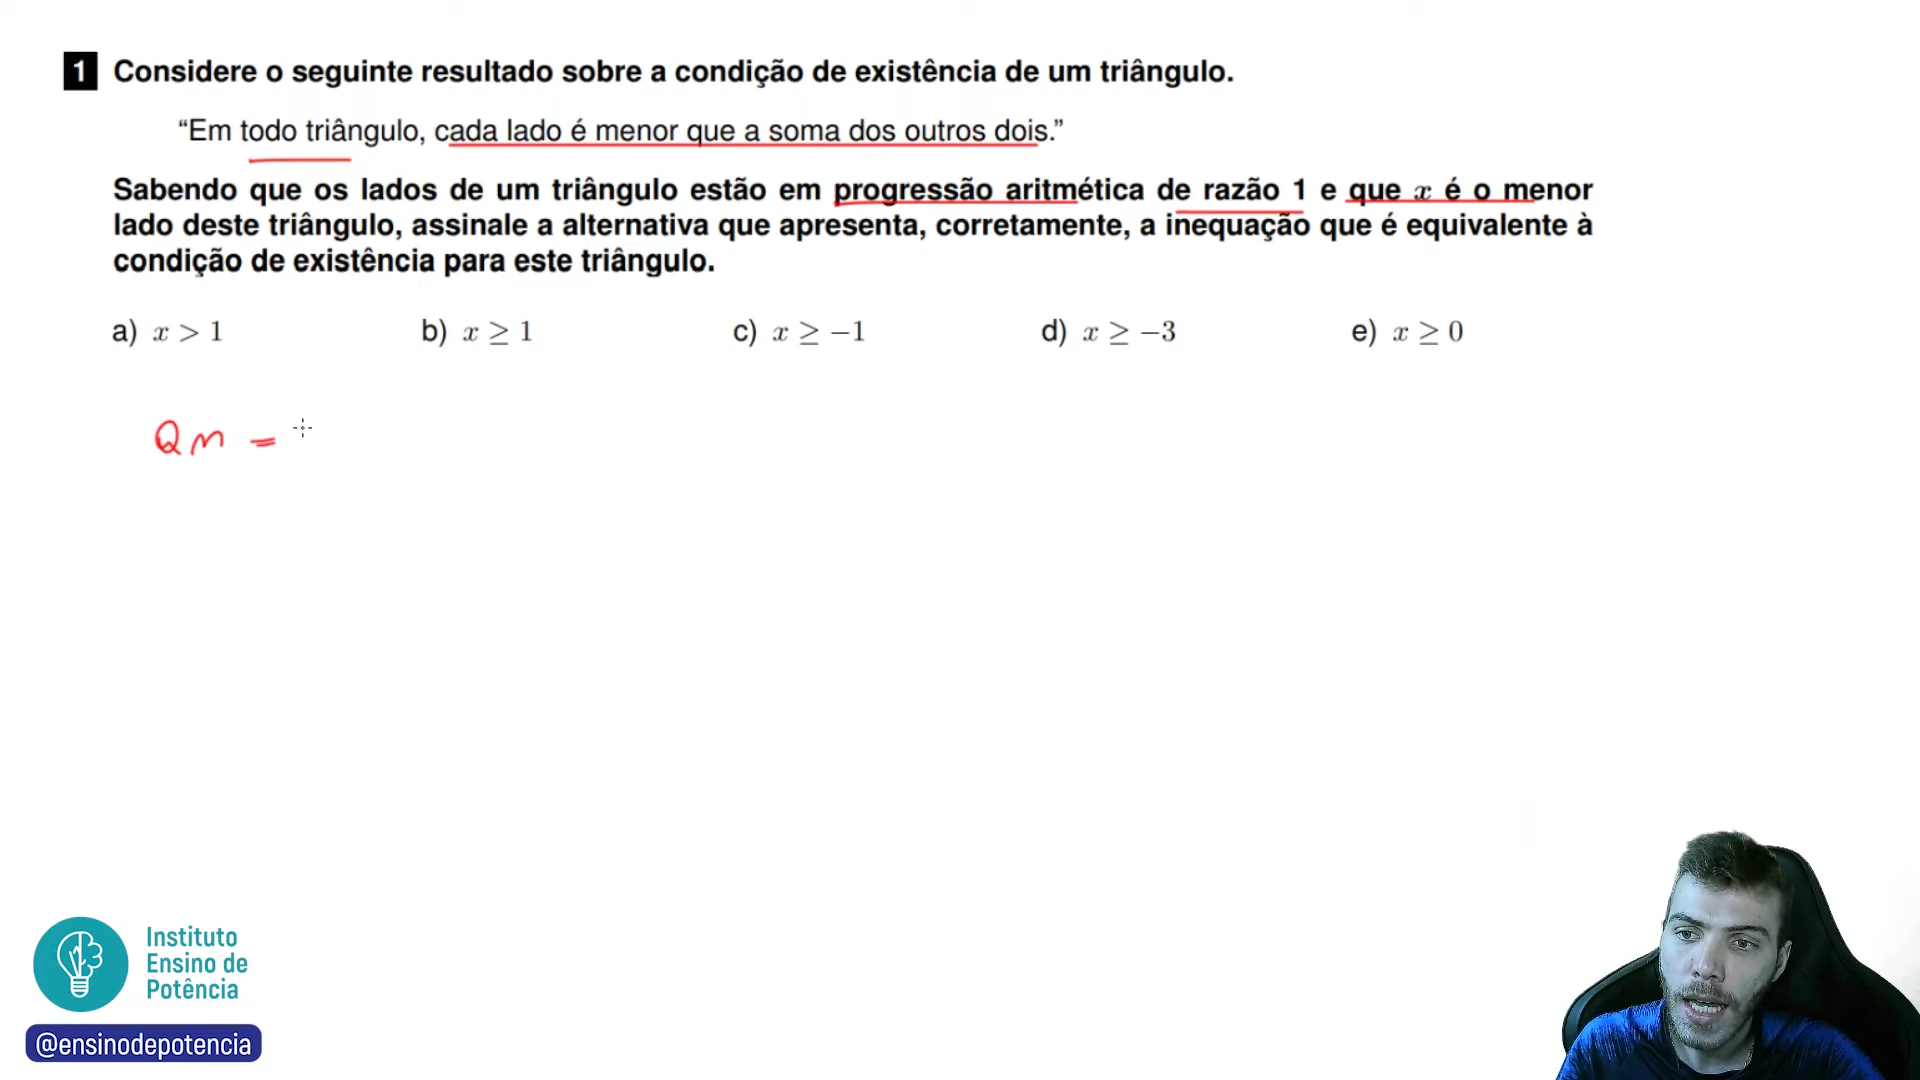 1 Considere o seguinte resultado sobre a condição de existência de um triângulo.
“Em todo triângulo, cada lado é menor que a soma dos outros dois.”
Sabendo que os lados de um triângulo estão em progressão aritmética de razão 1 e que x é o menor
lado deste triângulo, assinale a alternativa que apresenta, corretamente, a inequação que é equivalente à
condição de existência para este triângulo.
a) x > 1 b) x ≥ 1 c) x ≥ −1 d) x ≥ −3 e) x ≥ 0
an =
Instituto
Ensino de
Potência
@ensinodepotencia